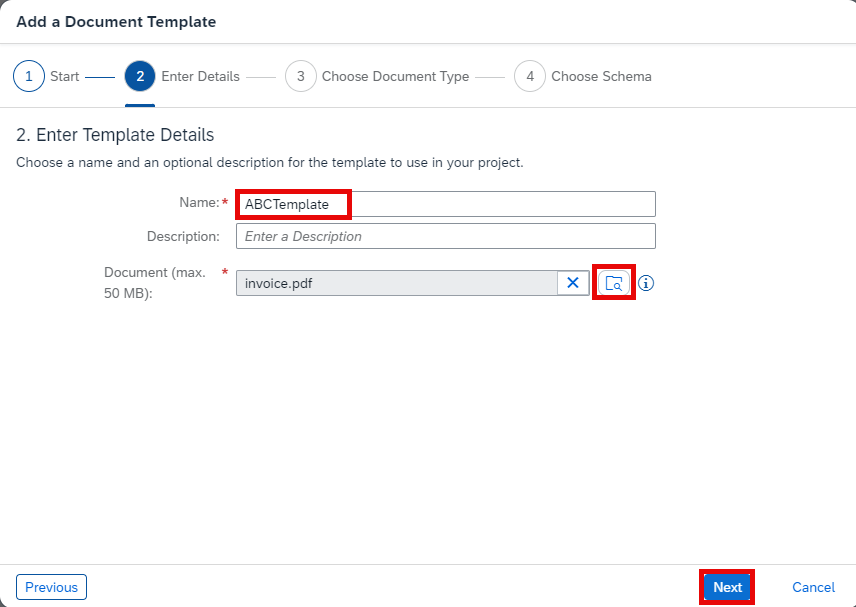 Add a Document Template
1 Start 2 Enter Details 3 Choose Document Type 4 Choose Schema
2. Enter Template Details
Choose a name and an optional description for the template to use in your project.
Name:* ABCTemplate
Description: Enter a Description
Document (max. * invoice.pdf
50 MB):
Previous Next Cancel